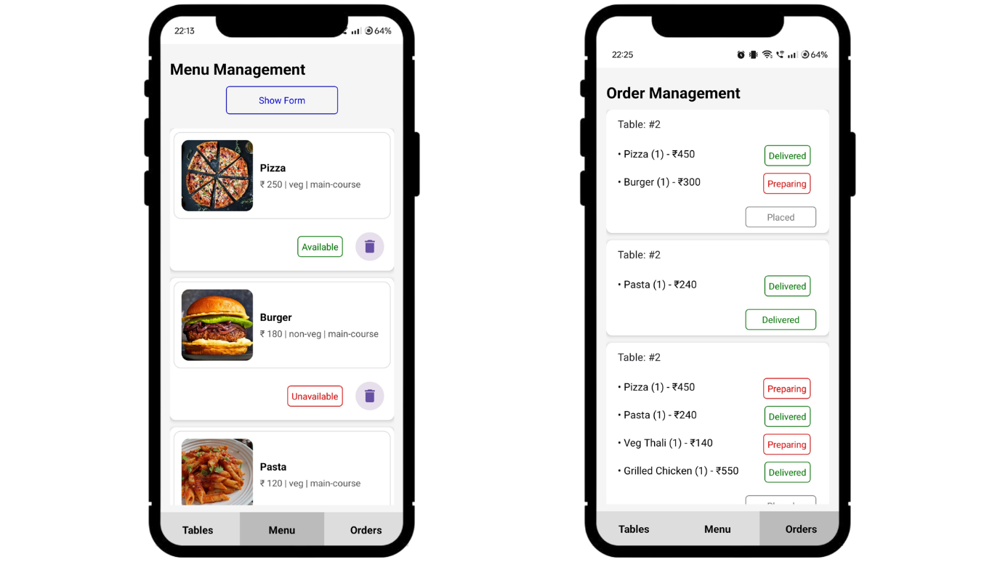 22:13
64%
Menu Management
Show Form
Pizza
₹ 250 | veg | main-course
Available
Burger
₹ 180 | non-veg | main-course
Unavailable
Pasta
₹ 120 | veg | main-course
Tables
Menu
Orders
22:25
64%
Order Management
Table: #2
• Pizza (1) - ₹450
Delivered
• Burger (1) - ₹300
Preparing
Placed
Table: #2
• Pasta (1) - ₹240
Delivered
Delivered
Table: #2
• Pizza (1) - ₹450
Preparing
• Pasta (1) - ₹240
Delivered
• Veg Thali (1) - ₹140
Preparing
• Grilled Chicken (1) - ₹550
Delivered
Tables
Menu
Orders